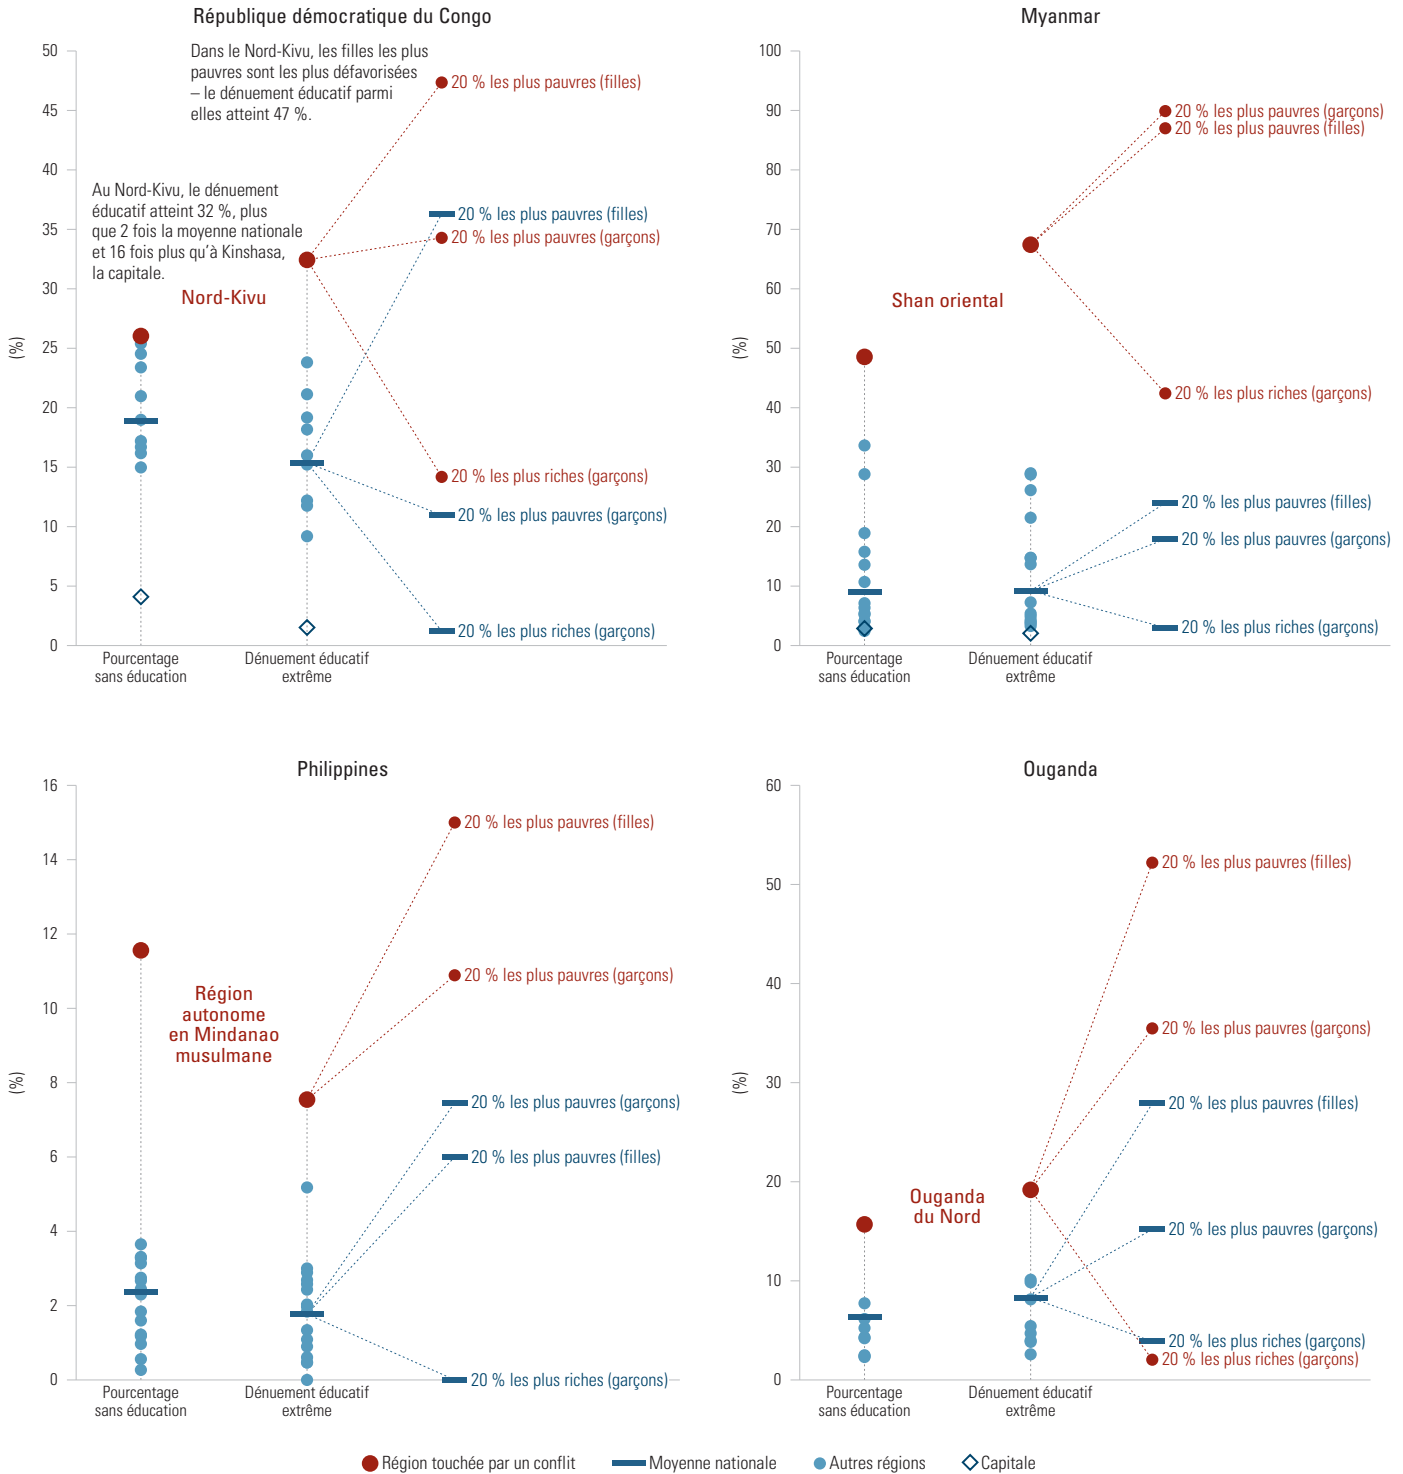 République démocratique du Congo
50
45
40
35
30
25
20
15
10
5
0
(%)
Dans le Nord-Kivu, les filles les plus
pauvres sont les plus défavorisées
– le dénuement éducatif parmi
elles atteint 47 %.
Au Nord-Kivu, le dénuement
éducatif atteint 32 %, plus
que 2 fois la moyenne nationale
et 16 fois plus qu’à Kinshasa,
la capitale.
Nord-Kivu
20 % les plus pauvres (filles)
20 % les plus pauvres (filles)
20 % les plus pauvres (garçons)
20 % les plus riches (garçons)
20 % les plus pauvres (garçons)
20 % les plus riches (garçons)
Pourcentage
sans éducation
Dénuement éducatif
extrême
Myanmar
100
90
80
70
60
50
40
30
20
10
0
(%)
Shan oriental
20 % les plus pauvres (garçons)
20 % les plus pauvres (filles)
20 % les plus riches (garçons)
20 % les plus pauvres (filles)
20 % les plus pauvres (garçons)
20 % les plus riches (garçons)
Pourcentage
sans éducation
Dénuement éducatif
extrême
Philippines
16
14
12
10
8
6
4
2
0
(%)
Région
autonome
en Mindanao
musulmane
20 % les plus pauvres (filles)
20 % les plus pauvres (garçons)
20 % les plus pauvres (garçons)
20 % les plus pauvres (filles)
20 % les plus riches (garçons)
Pourcentage
sans éducation
Dénuement éducatif
extrême
Ouganda
60
50
40
30
20
10
0
(%)
Ouganda
du Nord
20 % les plus pauvres (filles)
20 % les plus pauvres (garçons)
20 % les plus pauvres (filles)
20 % les plus pauvres (garçons)
20 % les plus riches (garçons)
20 % les plus riches (garçons)
Pourcentage
sans éducation
Dénuement éducatif
extrême
Région touchée par un conflit
Moyenne nationale
Autres régions
Capitale